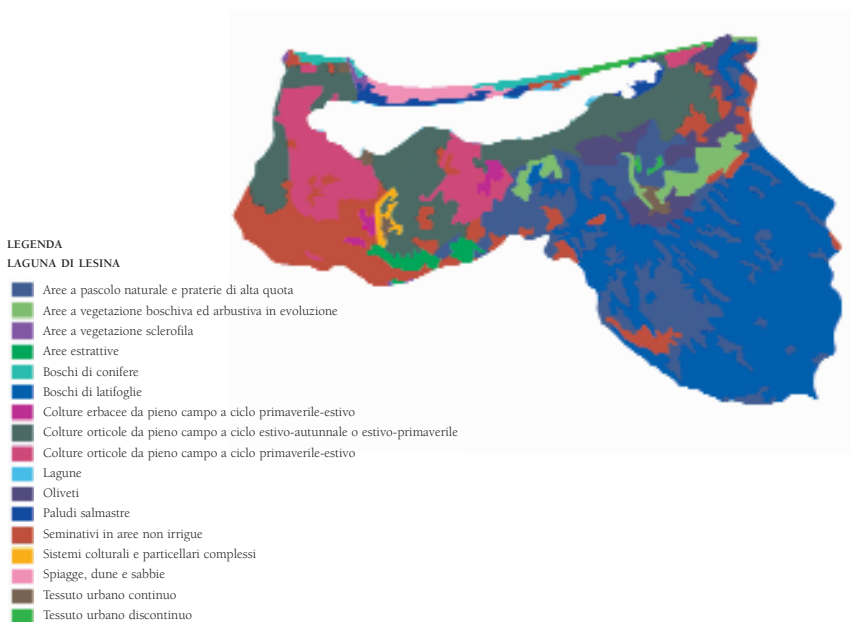 LEGENDA
LAGUNA DI LESINA
Aree a pascolo naturale e praterie di alta quota
Aree a vegetazione boschiva ed arbustiva in evoluzione
Aree a vegetazione sclerofila
Aree estrattive
Boschi di conifere
Boschi di latifoglie
Colture erbacee da pieno campo a ciclo primaverile-estivo
Colture orticole da pieno campo a ciclo estivo-autunnale o estivo-primaverile
Colture orticole da pieno campo a ciclo primaverile-estivo
Lagune
Oliveti
Paludi salmastre
Seminativi in aree non irrigue
Sistemi colturali e particellari complessi
Spiagge, dune e sabbie
Tessuto urbano continuo
Tessuto urbano discontinuo